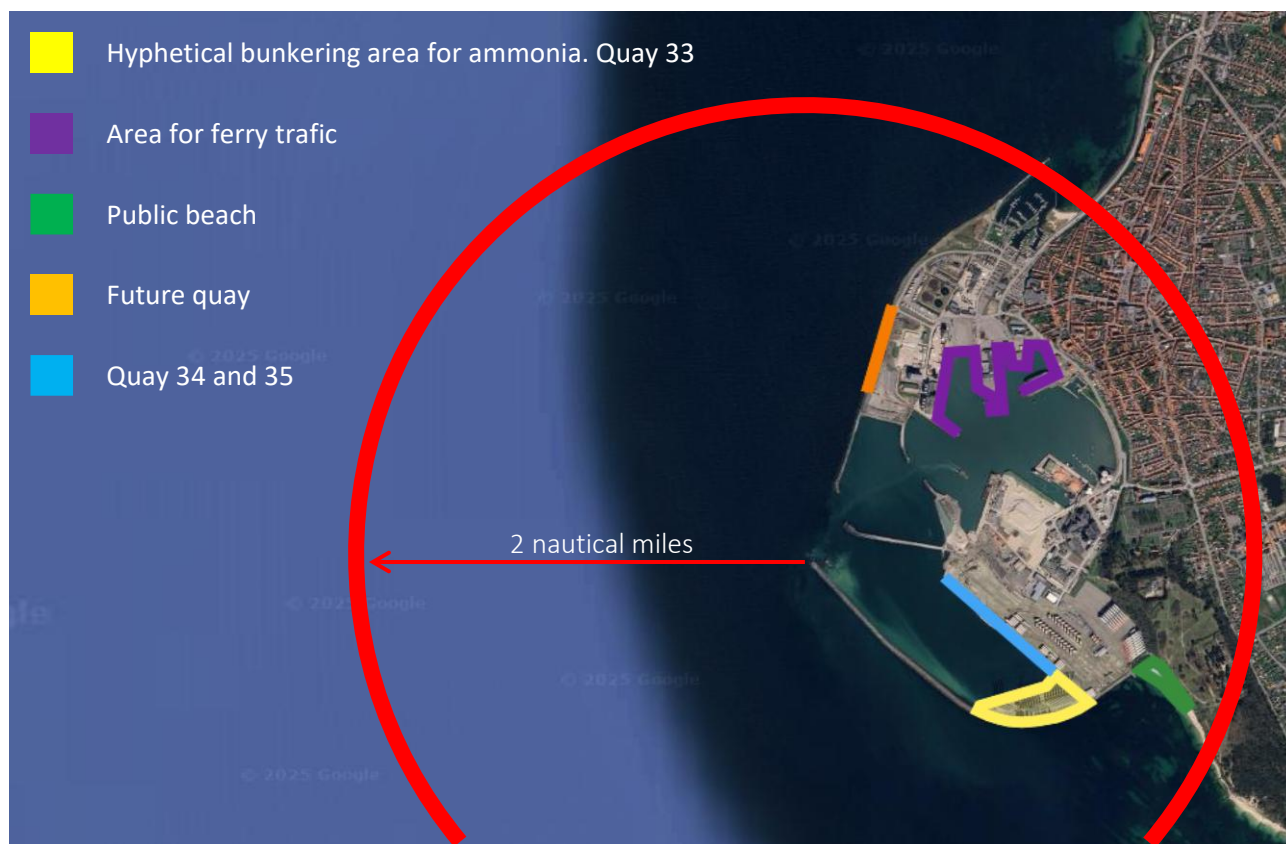 Hyphetical bunkering area for ammonia. Quay 33
Area for ferry trafic
Public beach
Future quay
Quay 34 and 35
2 nautical miles
© 2025 Google
© 2025 Google
© 2025 Google
© 2025 Google
© 2025 Google
© 2025 Google
© 2025 Google